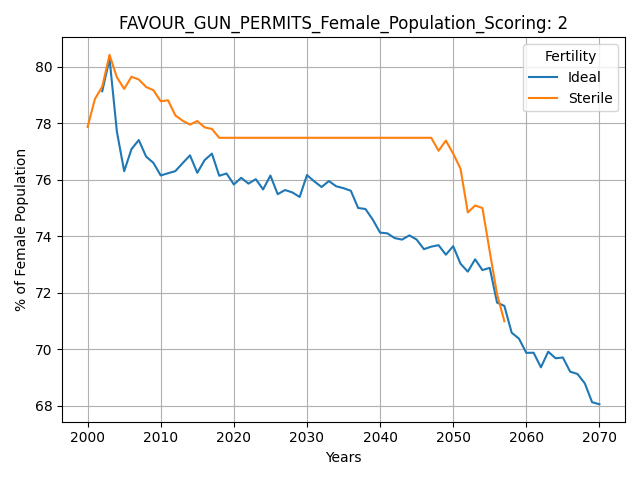 FAVOUR_GUN_PERMITS_Female_Population_Scoring: 2
% of Female Population
80
78
76
74
72
70
68
Fertility
Ideal
Sterile
2000 2010 2020 2030 2040 2050 2060 2070
Years